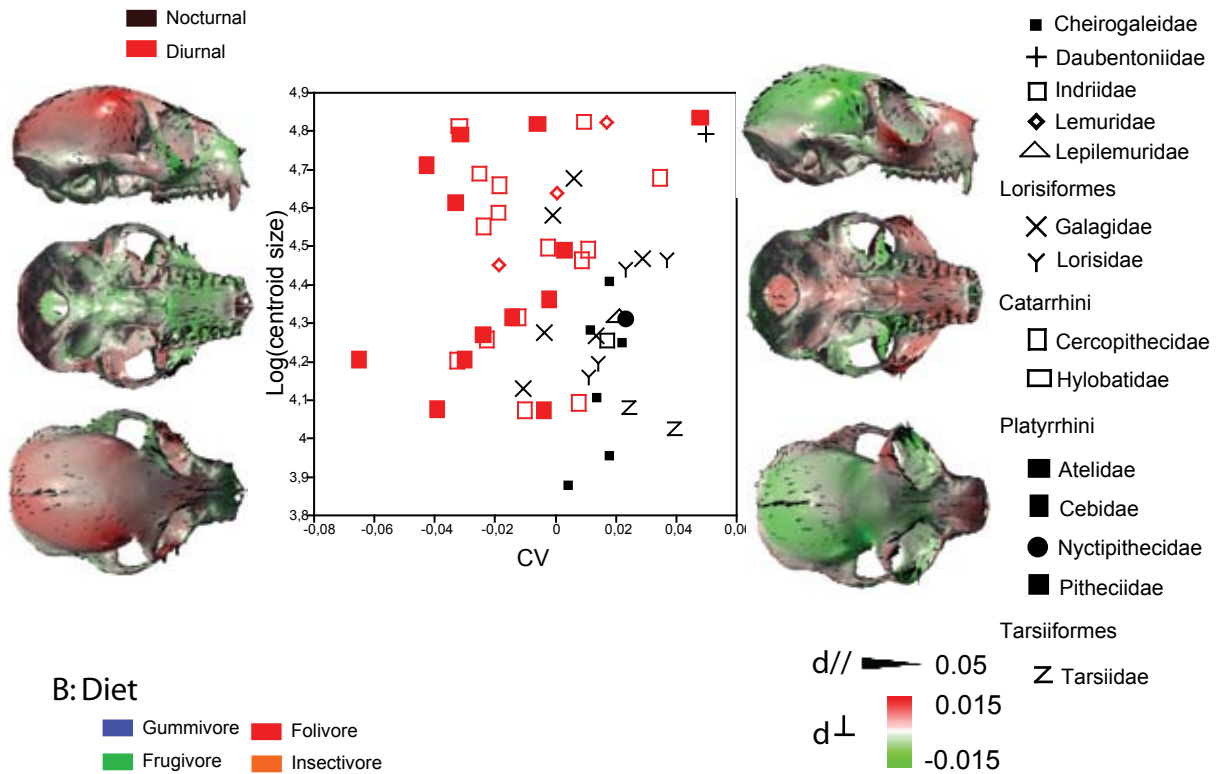 Nocturnal
Diurnal
4,9
4,8
4,7
4,6
4,5
4,4
4,3
4,2
4,1
4
3,9
3,8
Log(centroid size)
-0,08
-0,06
-0,04
-0,02
0
0,02
0,04
0,0
CV
Cheirogaleidae
Daubentoniidae
Indriidae
Lemuridae
Lepilemuridae
Lorisiformes
Galagidae
Lorisidae
Catarrhini
Cercopithecidae
Hylobatidae
Platyrrhini
Atelidae
Cebidae
Nyctipithecidae
Pitheciidae
Tarsiiformes
Tarsiidae
d// 0.05
d⊥ 0.015
-0.015
B: Diet
Gummivore
Folivore
Frugivore
Insectivore